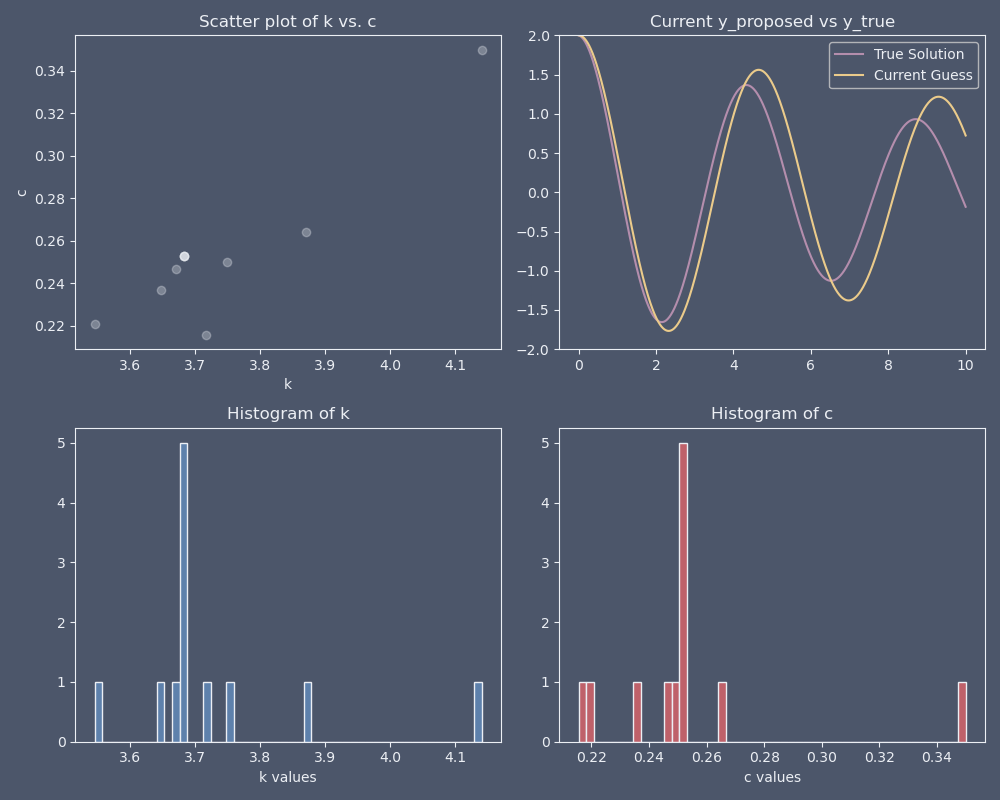 Scatter plot of k vs. c
0.34
0.32
0.30
0.28
0.26
0.24
0.22
c
3.6 3.7 3.8 3.9 4.0 4.1
k
Current y_proposed vs y_true
2.0
1.5
1.0
0.5
0.0
−0.5
−1.0
−1.5
−2.0
True Solution
Current Guess
0 2 4 6 8 10
Histogram of k
5
4
3
2
1
0
3.6 3.7 3.8 3.9 4.0 4.1
k values
Histogram of c
5
4
3
2
1
0
0.22 0.24 0.26 0.28 0.30 0.32 0.34
c values